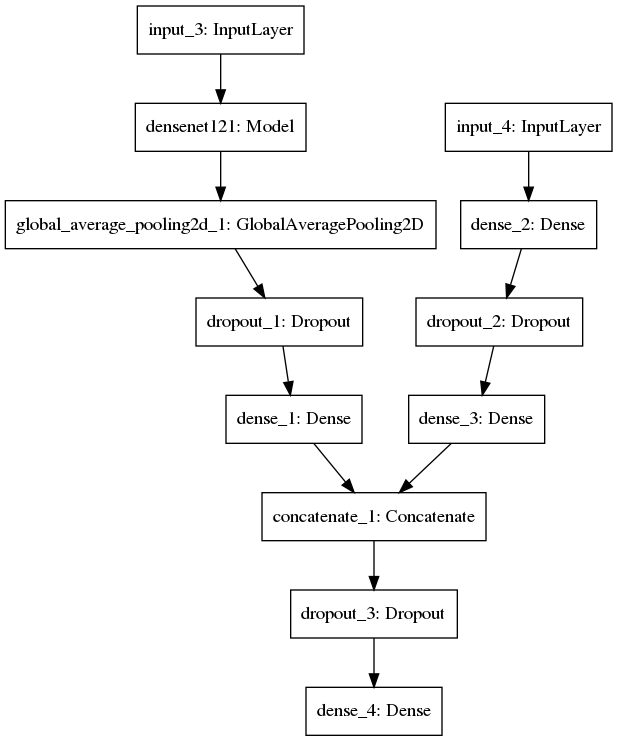 input_3: InputLayer
densenet121: Model
input_4: InputLayer
global_average_pooling2d_1: GlobalAveragePooling2D
dense_2: Dense
dropout_1: Dropout
dropout_2: Dropout
dense_1: Dense
dense_3: Dense
concatenate_1: Concatenate
dropout_3: Dropout
dense_4: Dense